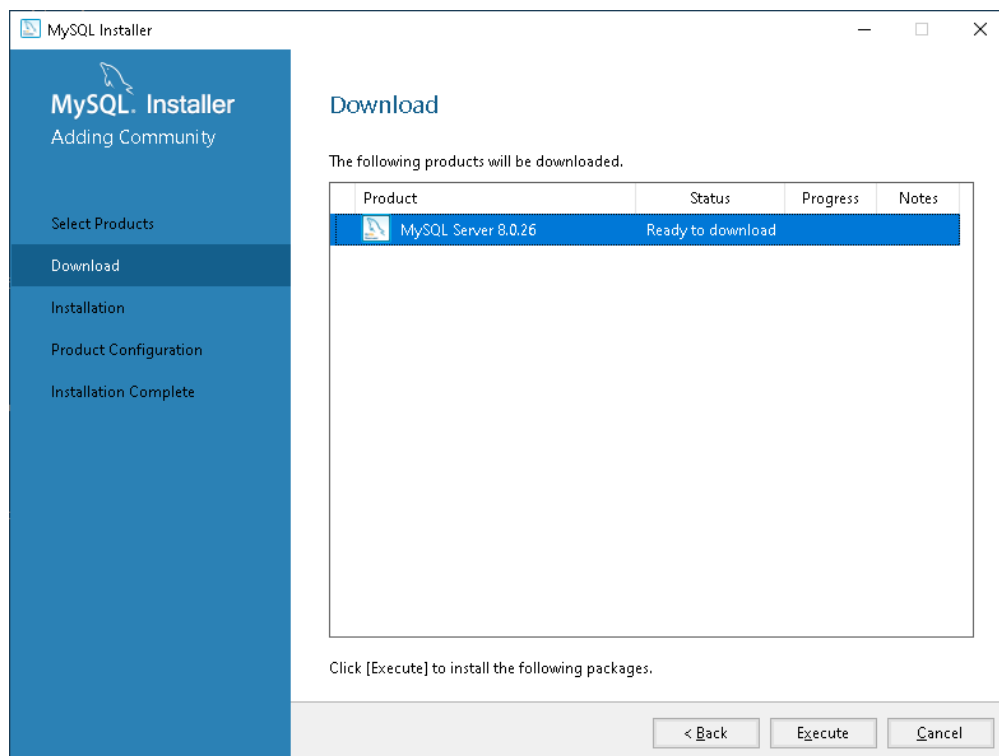 MySQL Installer
MySQL. Installer
Adding Community
Select Products
Download
Installation
Product Configuration
Installation Complete
Download
The following products will be downloaded.
Product Status Progress Notes
MySQL Server 8.0.26 Ready to download
Click [Execute] to install the following packages.
< Back Execute Cancel